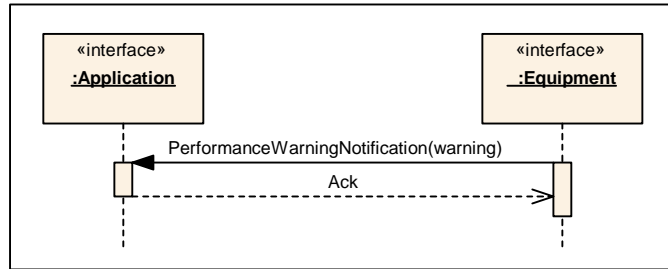 «interface»
:Application
«interface»
:Equipment
PerformanceWarningNotification(warning)
Ack